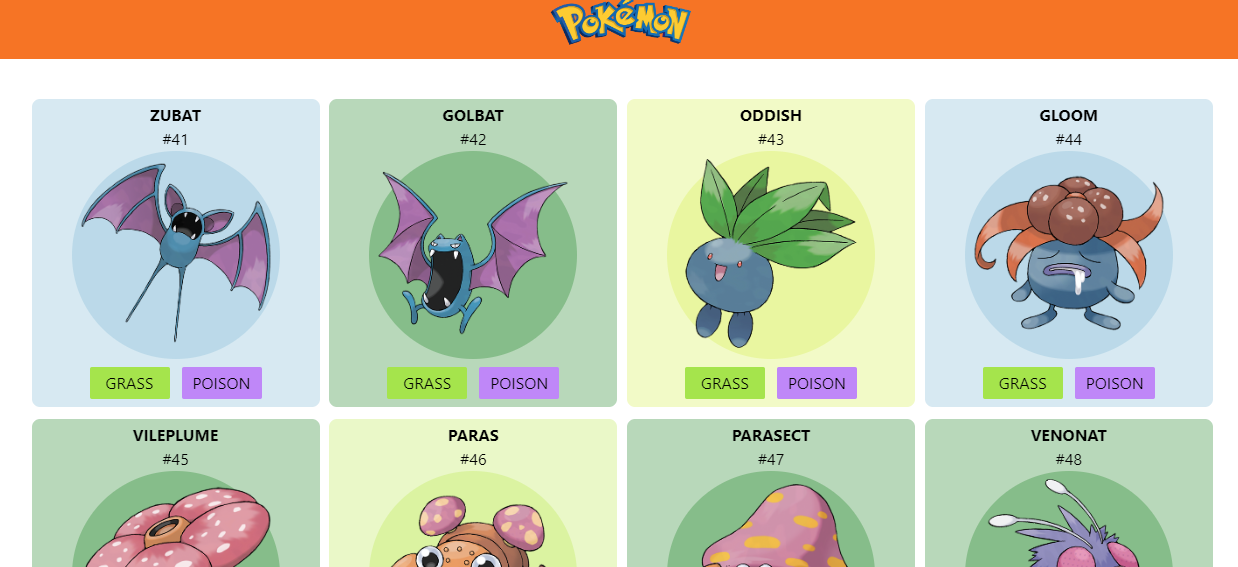 POKéMON
ZUBAT
#41
GRASS POISON
GOLBAT
#42
GRASS POISON
ODDISH
#43
GRASS POISON
GLOOM
#44
GRASS POISON
VILEPLUME
#45
PARAS
#46
PARASECT
#47
VENONAT
#48